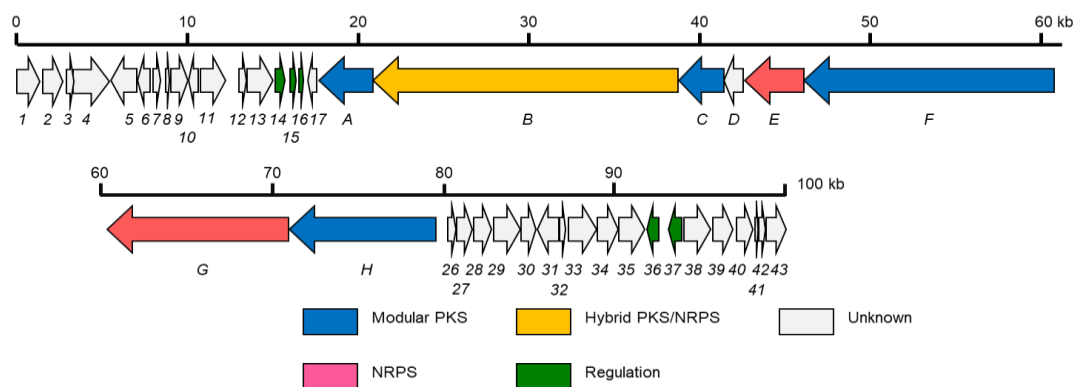 0 10 20 30 40 50 60 kb
1 2 3 4 5 6 7 8 9 11 12 13 14 16 17 A B C D E F
10 15
60 70 80 90 100 kb
G H 26 28 29 30 31 33 34 35 36 37 38 39 40 42 43
27 32 41
Modular PKS Hybrid PKS/NRPS Unknown
NRPS Regulation